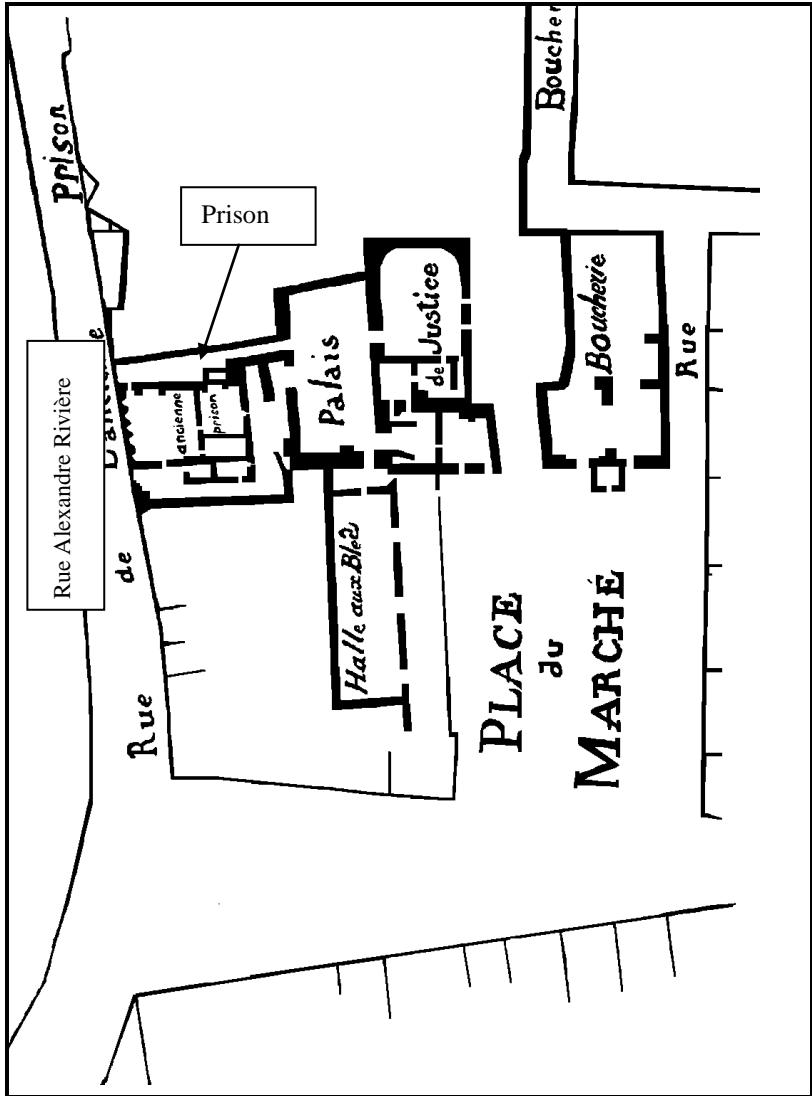 Prison
Boucher
Prison
Rue Alexandre Rivière
ancienne
prison
Palais
de Justice
Boucherie
Rue
de
Halle aux Bleds
Rue
PLACE
du
MARCHÉ